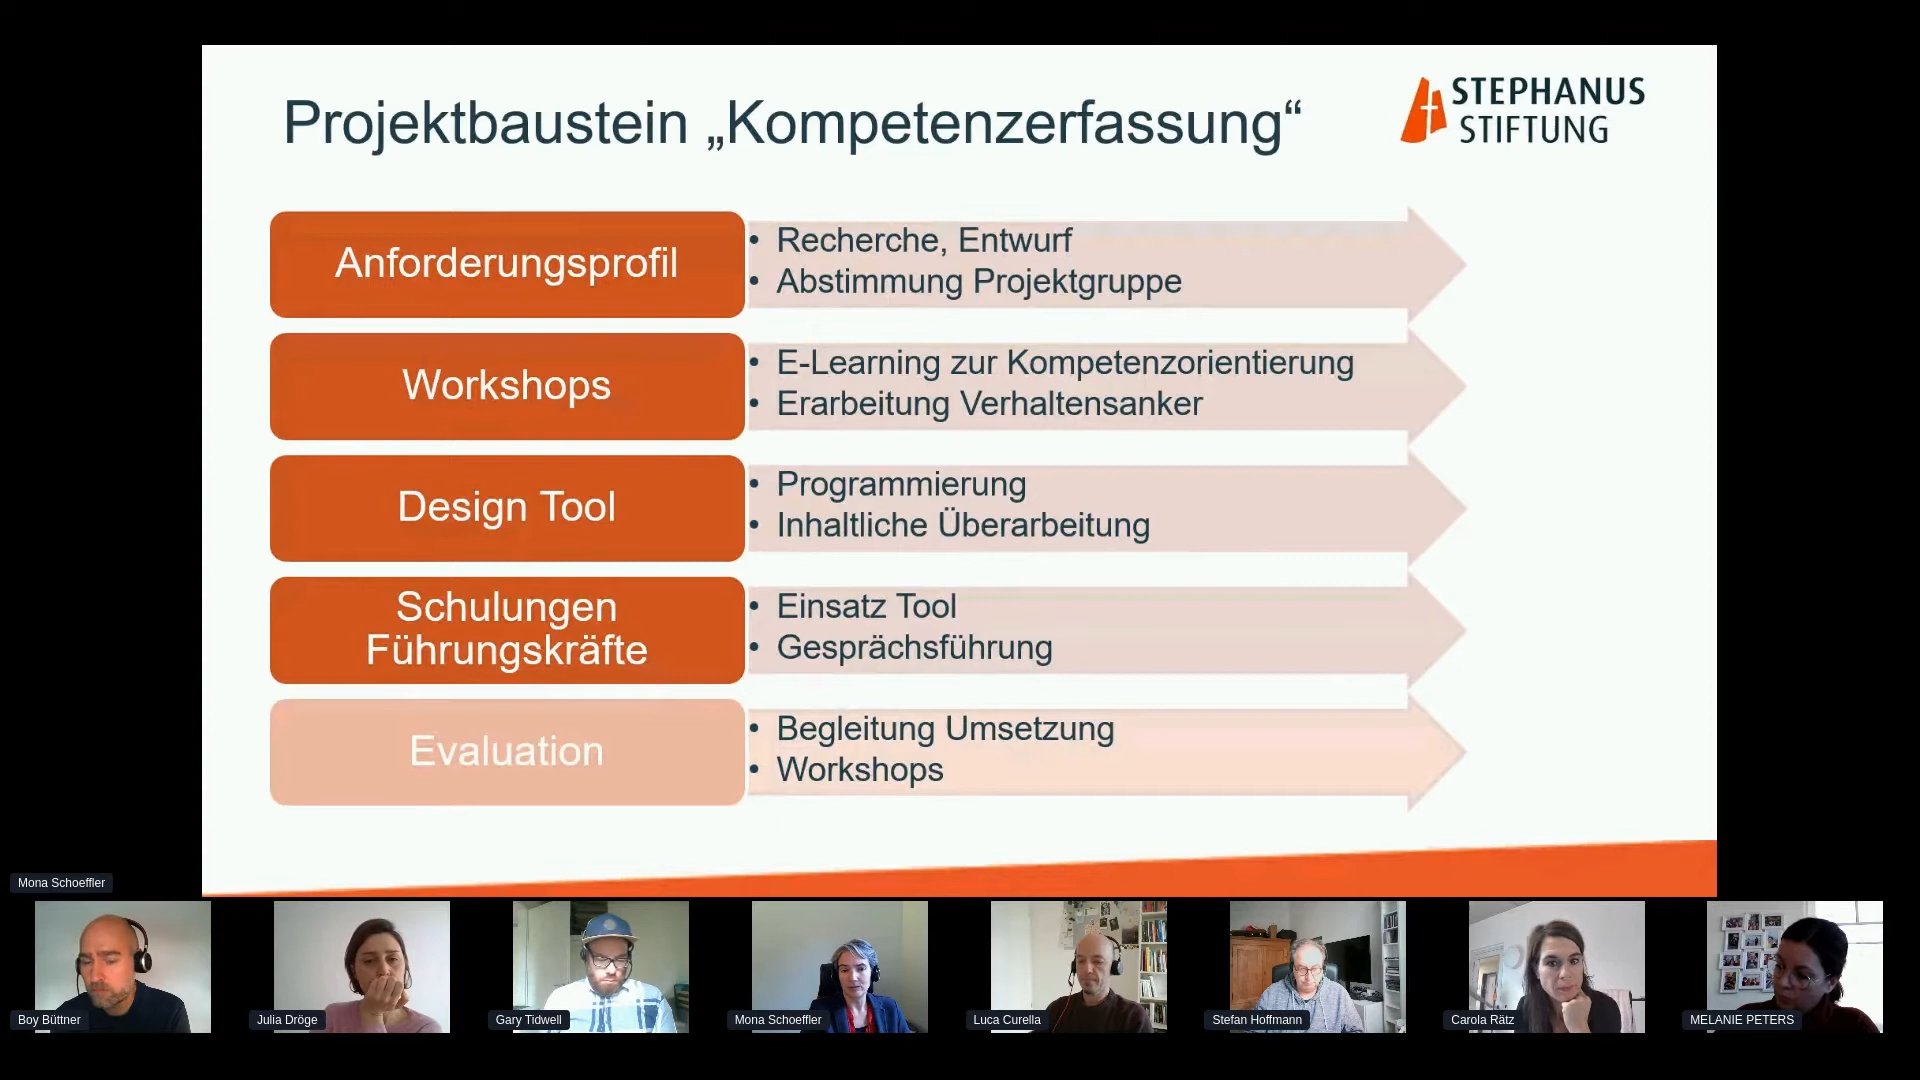 Projektbaustein „Kompetenzerfassung“
STEPHANUS
STIFTUNG
Anforderungsprofil
• Recherche, Entwurf
• Abstimmung Projektgruppe
Workshops
• E-Learning zur Kompetenzorientierung
• Erarbeitung Verhaltensanker
Design Tool
• Programmierung
• Inhaltliche Überarbeitung
Schulungen
Führungskräfte
• Einsatz Tool
• Gesprächsführung
Evaluation
• Begleitung Umsetzung
• Workshops
Mona Schoeffler
Boy Büttner
Julia Dröge
Gary Tidwell
Mona Schoeffler
Luca Curella
Stefan Hoffmann
Carola Rätz
MELANIE PETERS